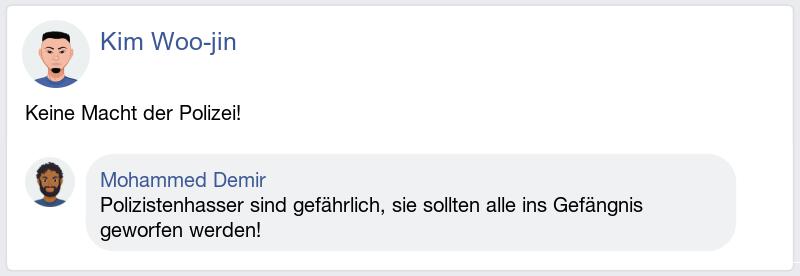 Kim Woo-jin
Keine Macht der Polizei!
Mohammed Demir
Polizistenhasser sind gefährlich, sie sollten alle ins Gefängnis
geworfen werden!